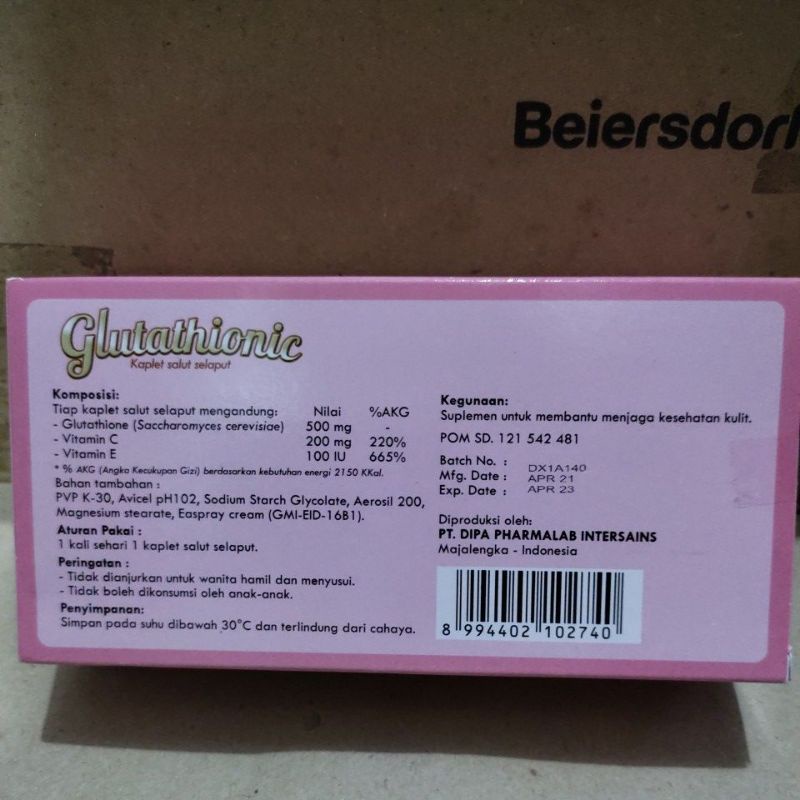 Beiersdorf
Glutathionic
Kaplet salut selaput
Komposisi:
Tiap kaplet salut selaput mengandung: Nilai %AKG
- Glutathione (Saccharomyces cerevisiae) 500 mg -
- Vitamin C 200 mg 220%
- Vitamin E 100 IU 665%
* % AKG (Angka Kecukupan Gizi) berdasarkan kebutuhan energi 2150 KKal.
Bahan tambahan :
PVP K-30, Avicel pH102, Sodium Starch Glycolate, Aerosil 200,
Magnesium stearate, Easpray cream (GMI-EID-16B1).
Aturan Pakai :
1 kali sehari 1 kaplet salut selaput.
Peringatan :
- Tidak dianjurkan untuk wanita hamil dan menyusui.
- Tidak boleh dikonsumsi oleh anak-anak.
Penyimpanan:
Simpan pada suhu dibawah 30°C dan terlindung dari cahaya.
Kegunaan:
Suplemen untuk membantu menjaga kesehatan kulit.
POM SD. 121 542 481
Batch No. : DX1A140
Mfg. Date : APR 21
Exp. Date : APR 23
Diproduksi oleh:
PT. DIPA PHARMALAB INTERSAINS
Majalengka - Indonesia
8 994402 102740